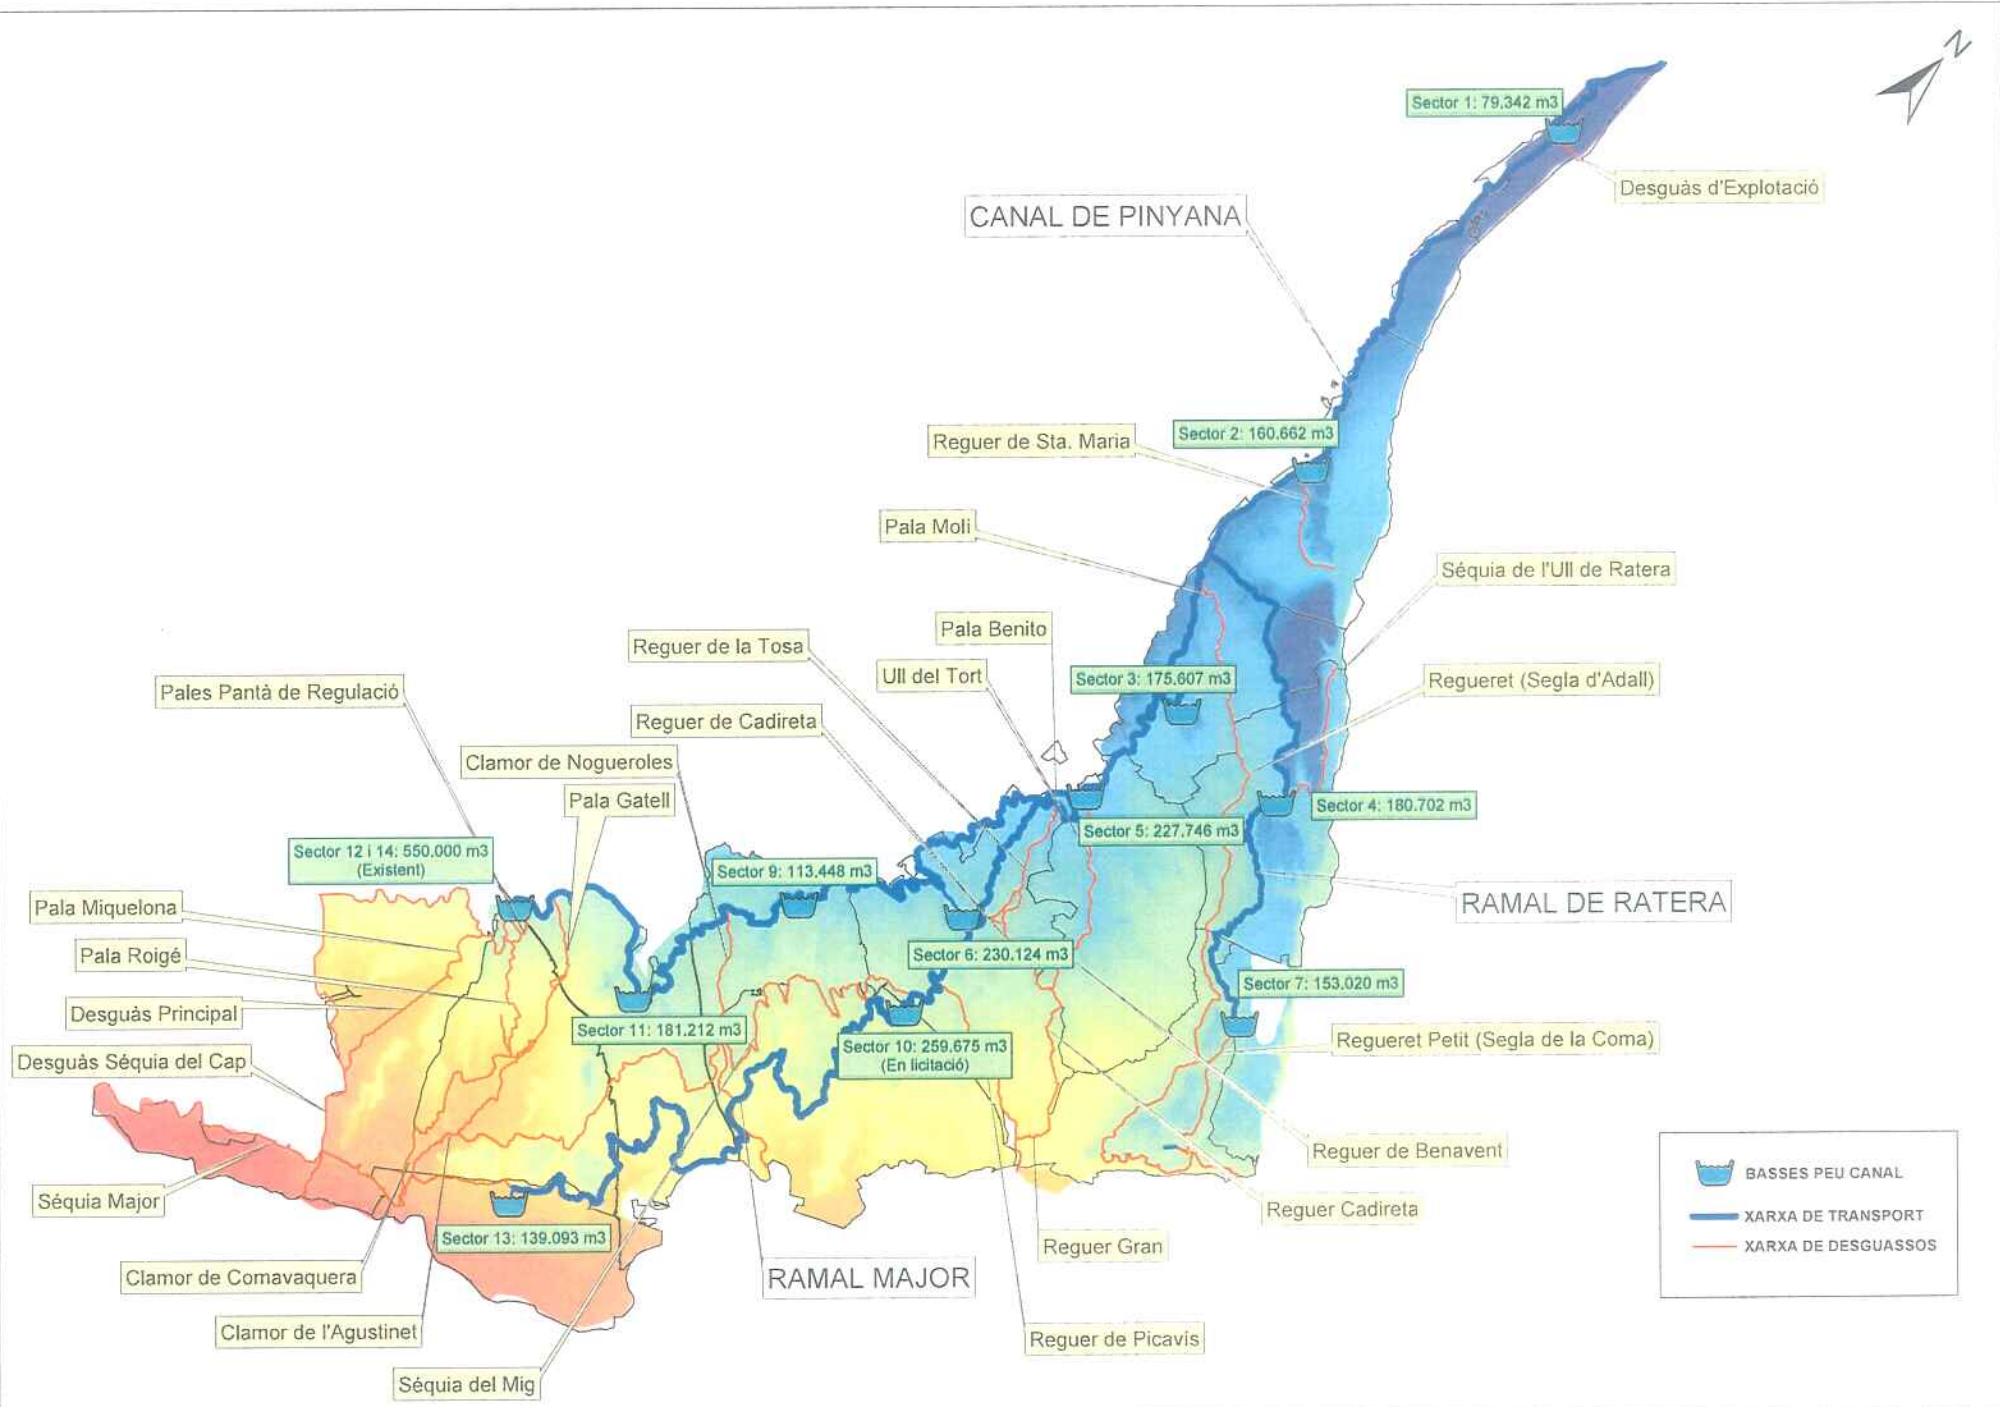 N
Sector 1: 79.342 m3
Desguàs d'Explotació
CANAL DE PINYANA
Sector 2: 160.662 m3
Reguer de Sta. Maria
Pala Moli
Séquia de l'Ull de Ratera
Pala Benito
Reguer de la Tosa
Ull del Tort
Sector 3: 175.607 m3
Regueret (Segla d'Adall)
Pales Pantà de Regulació
Reguer de Cadireta
Clamor de Nogueroles
Pala Gatell
Sector 4: 180.702 m3
Sector 5: 227.746 m3
Sector 12 i 14: 550.000 m3
(Existent)
Sector 9: 113.448 m3
RAMAL DE RATERA
Pala Miquelona
Pala Roigé
Sector 6: 230.124 m3
Sector 7: 153.020 m3
Desguàs Principal
Sector 11: 181.212 m3
Sector 10: 259.675 m3
(En licitació)
Regueret Petit (Segla de la Coma)
Desguàs Séquia del Cap
Reguer de Benavent
Séquia Major
Reguer Cadireta
Sector 13: 139.093 m3
Reguer Gran
Clamor de Comavaquera
RAMAL MAJOR
Clamor de l'Agustinet
Reguer de Picavis
Séquia del Mig
BASSES PEU CANAL
XARXA DE TRANSPORT
XARXA DE DESGUASSOS